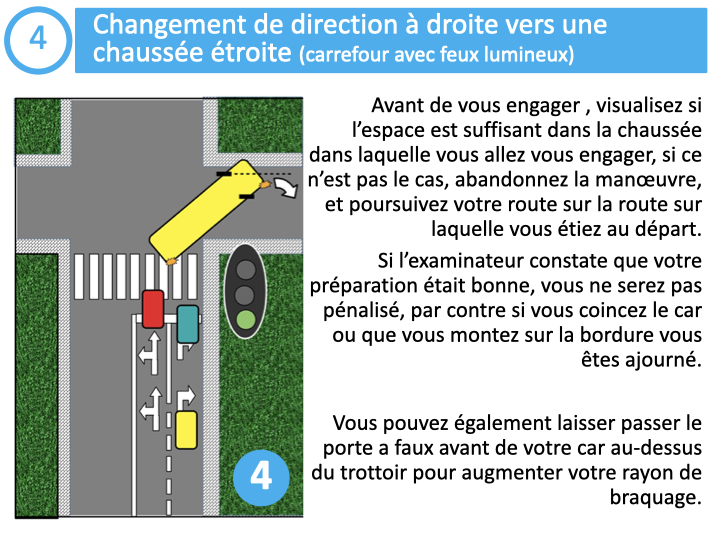 4
Changement de direction à droite vers une
chaussée étroite (carrefour avec feux lumineux)
Avant de vous engager , visualisez si
l'espace est suffisant dans la chaussée
dans laquelle vous allez vous engager, si ce
n'est pas le cas, abandonnez la manœuvre,
et poursuivez votre route sur la route sur
laquelle vous étiez au départ.
Si l'examinateur constate que votre
préparation était bonne, vous ne serez pas
pénalisé, par contre si vous coincez le car
ou que vous montez sur la bordure vous
êtes ajourné.
Vous pouvez également laisser passer le
porte a faux avant de votre car au-dessus
du trottoir pour augmenter votre rayon de
braquage.
4